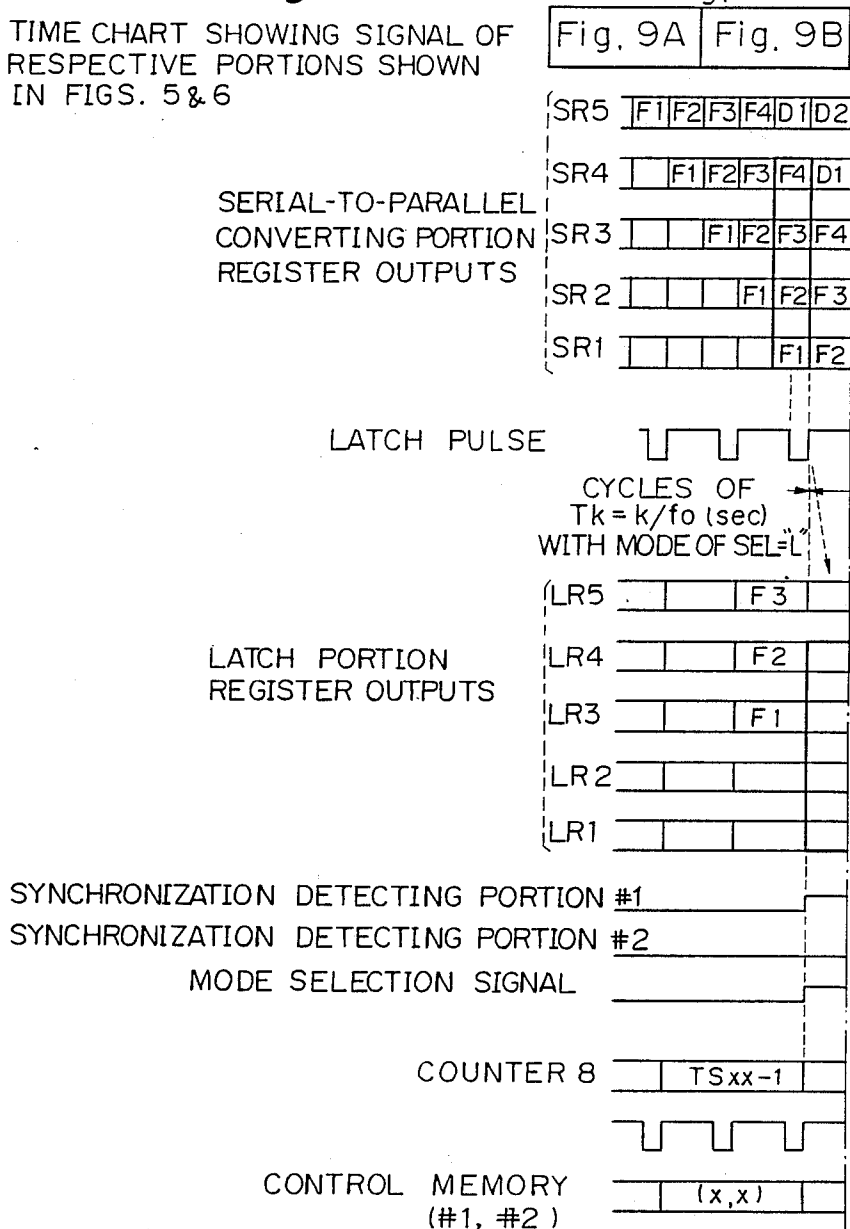 TIME CHART SHOWING SIGNAL OF
RESPECTIVE PORTIONS SHOWN
IN FIGS. 5&6
Fig. 9A Fig. 9B
SERIAL-TO-PARALLEL
CONVERTING PORTION
REGISTER OUTPUTS
SR5 F1 F2 F3 F4 D1 D2
SR4 F1 F2 F3 F4 D1
SR3 F1 F2 F3 F4
SR2 F1 F2 F3
SR1 F1 F2
LATCH PULSE
CYCLES OF
Tk = k/fo (sec)
WITH MODE OF SEL="L"
LATCH PORTION
REGISTER OUTPUTS
LR5 F3
LR4 F2
LR3 F1
LR2
LR1
SYNCHRONIZATION DETECTING PORTION #1
SYNCHRONIZATION DETECTING PORTION #2
MODE SELECTION SIGNAL
COUNTER 8 TSxx-1
CONTROL MEMORY (x,x)
(#1, #2)